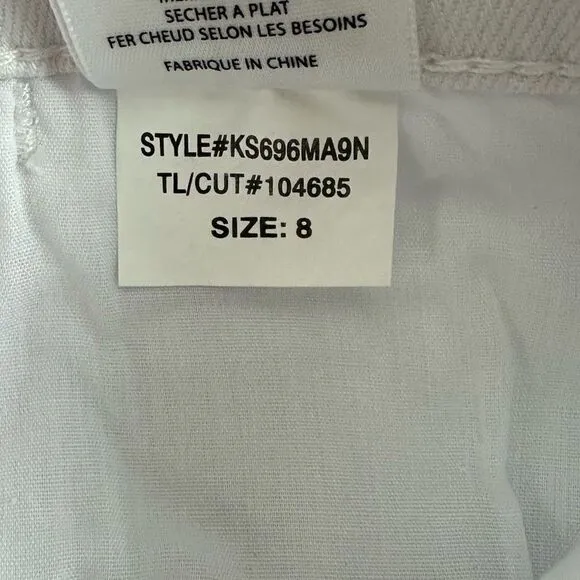 SECHER A PLAT
FER CHEUD SELON LES BESOINS
FABRIQUE IN CHINE
STYLE#KS696MA9N
TL/CUT#104685
SIZE: 8